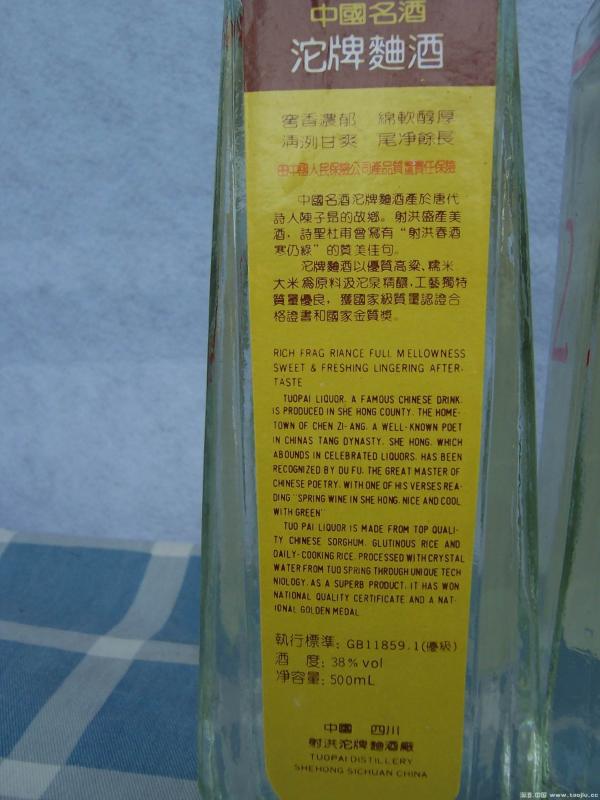 中國名酒
沱牌麯酒
窖香濃郁　綿軟醇厚
清洌甘爽　尾净餘長
由中國人民保險公司產品質量責任保險
中國名酒沱牌麯酒產於唐代
詩人陳子昂的故鄉。射洪盛產美
酒，詩聖杜甫曾寫有“射洪春酒
寒仍綠”的贊美佳句。
沱牌麯酒以優質高粱、糯米、
大米為原料汲沱泉精釀，工藝獨特
質量優良，獲國家級質量認證合
格證書和國家金質獎。
RICH FRAG RIANCE FULL MELLOWNESS
SWEET & FRESHING LINGERING AFTER-
TASTE
TUOPAI LIQUOR. A FAMOUS CHINESE DRINK.
IS PRODUCED IN SHE HONG COUNTY. THE HOME-
TOWN OF CHEN ZI-ANG. A WELL-KNOWN POET
IN CHINAS TANG DYNASTY. SHE HONG. WHICH
ABOUNDS IN CELEBRATED LIQUORS. HAS BEEN
RECOGNIZED BY DU FU. THE GREAT MASTER OF
CHINESE POETRY. WITH ONE OF HIS VERSES REA-
DING "SPRING WINE IN SHE HONG. NICE AND COOL
WITH GREEN"
TUO PAI LIQUOR IS MADE FROM TOP QUALI-
TY CHINESE SORGHUM. GLUTINOUS RICE AND
DAILY-COOKING RICE. PROCESSED WITH CRYSTAL
WATER FROM TUO SPRING THROUGH UNIQUE TECH
NIOLOGY. AS A SUPERB PRODUCT. IT HAS WON
NATIONAL QUALITY CERTIFICATE AND A NAT-
IONAL GOLDEN MEDAL
執行標準: GB11859.1(優級)
酒　度: 38%vol
净容量: 500mL
中國　四川
射洪沱牌麯酒廠
TUOPAI DISTILLERY
SHEHONG SICHUAN CHINA
www.taojiu.cc